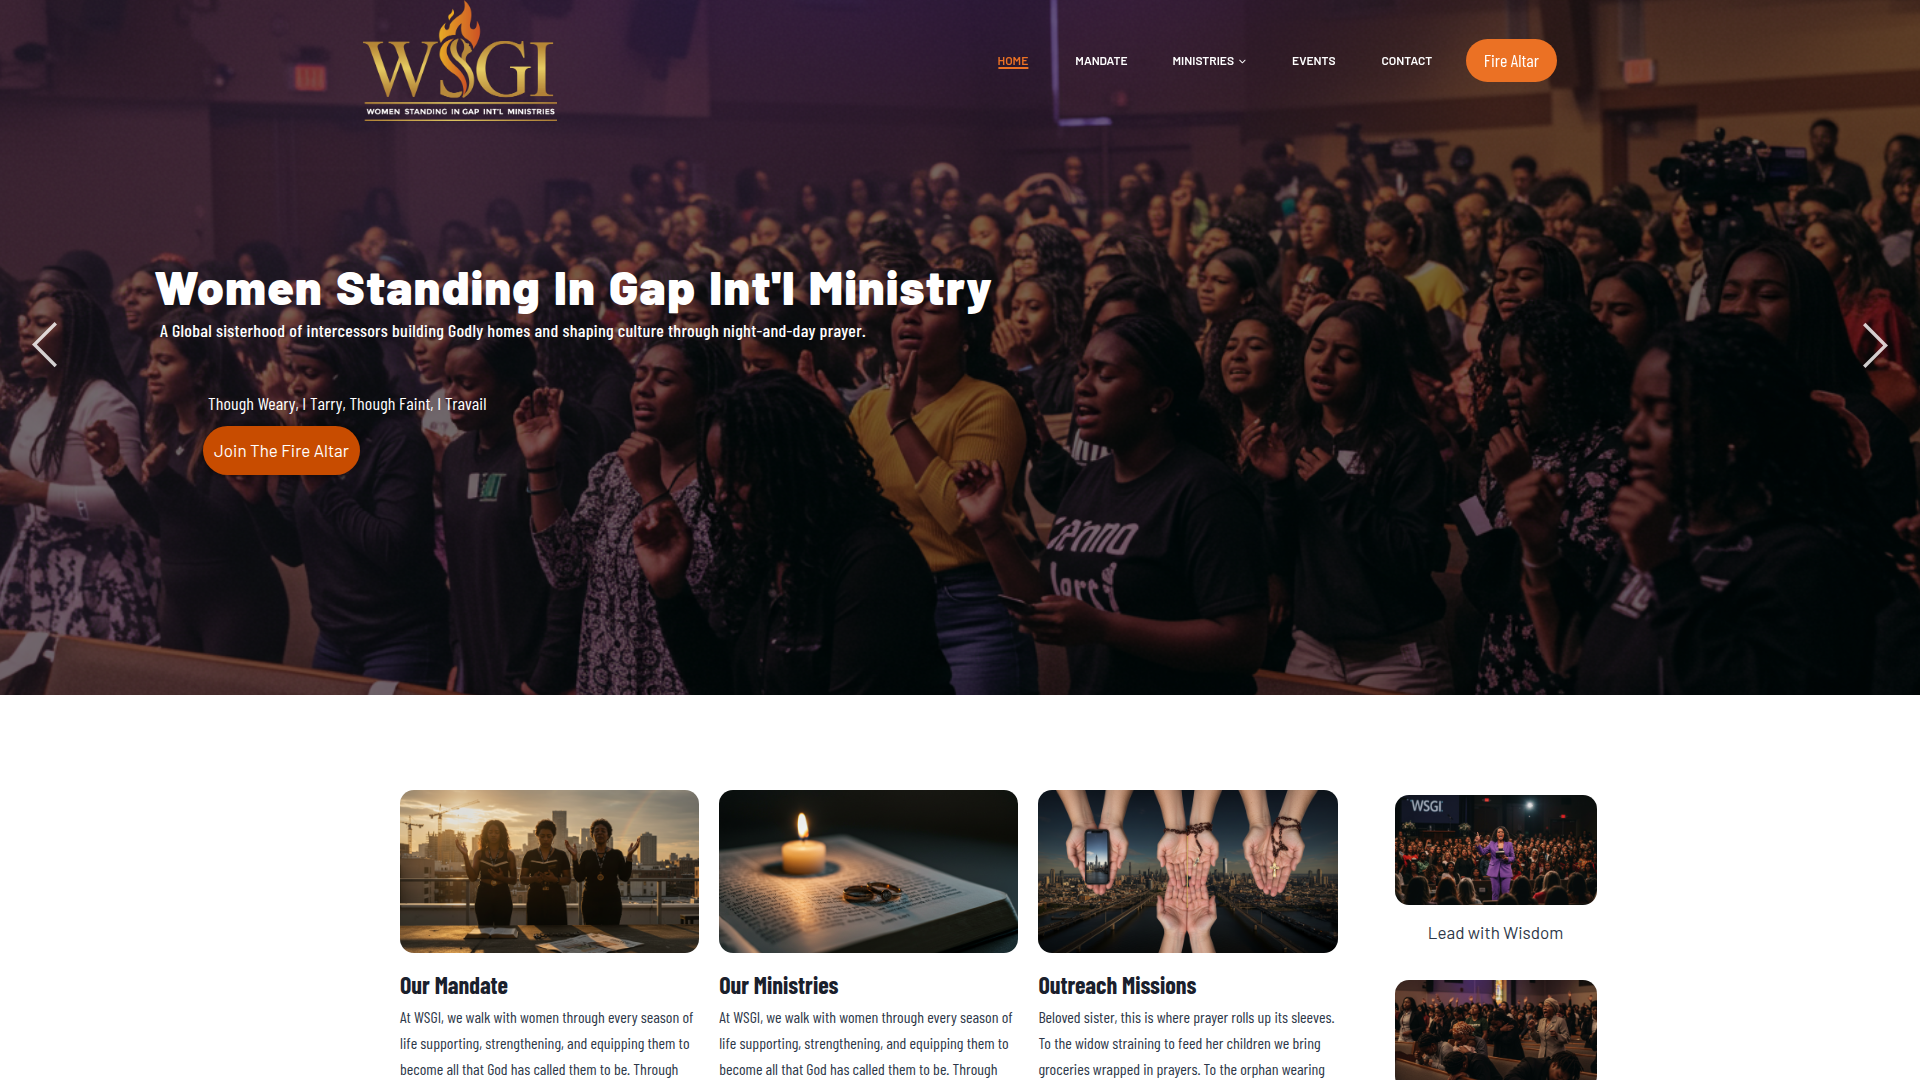 WSGI
WOMEN STANDING IN GAP INT'L MINISTRIES
HOME
MANDATE
MINISTRIES
EVENTS
CONTACT
Fire Altar
Women Standing In Gap Int'l Ministry
A Global sisterhood of intercessors building Godly homes and shaping culture through night-and-day prayer.
Though Weary, I Tarry, Though Faint, I Travail
Join The Fire Altar
WSGI
Lead with Wisdom
Our Mandate
At WSGI, we walk with women through every season of
life supporting, strengthening, and equipping them to
become all that God has called them to be. Through
Our Ministries
At WSGI, we walk with women through every season of
life supporting, strengthening, and equipping them to
become all that God has called them to be. Through
Outreach Missions
Beloved sister, this is where prayer rolls up its sleeves.
To the widow straining to feed her children we bring
groceries wrapped in prayers. To the orphan wearing